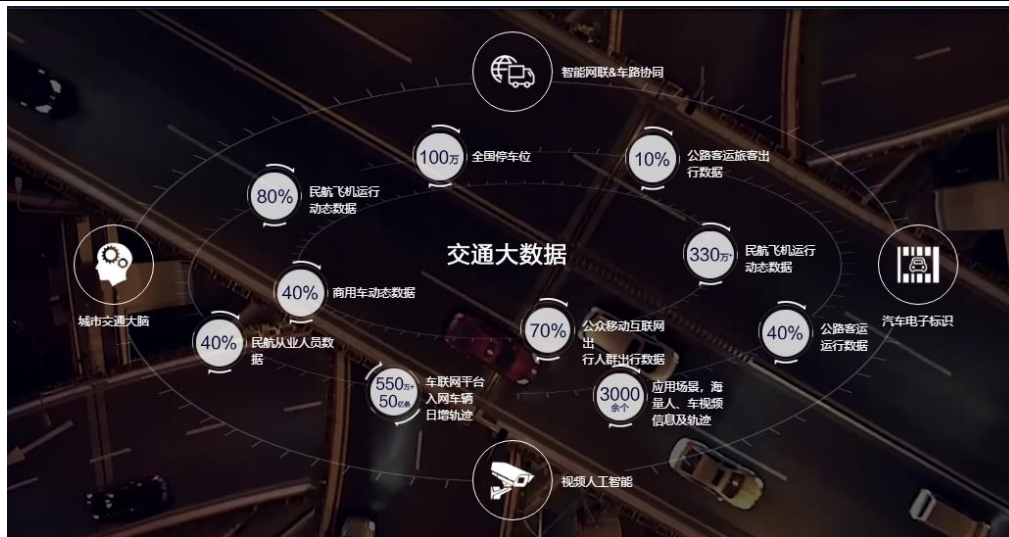 智能网联&车路协同
100万
全国停车位
10%
公路客运旅客出
行数据
80%
民航飞机运行
动态数据
交通大数据
330万+
民航飞机运行
动态数据
40%
商用车动态数据
城市交通大脑
汽车电子标识
40%
民航从业人员数
据
70%
公众移动互联网
出
行人群出行数据
40%
公路客运
运行数据
550万+
50亿条
车联网平台
入网车辆
日增轨迹
3000
余个
应用场景，海
量人、车视频
信息及轨迹
视频人工智能